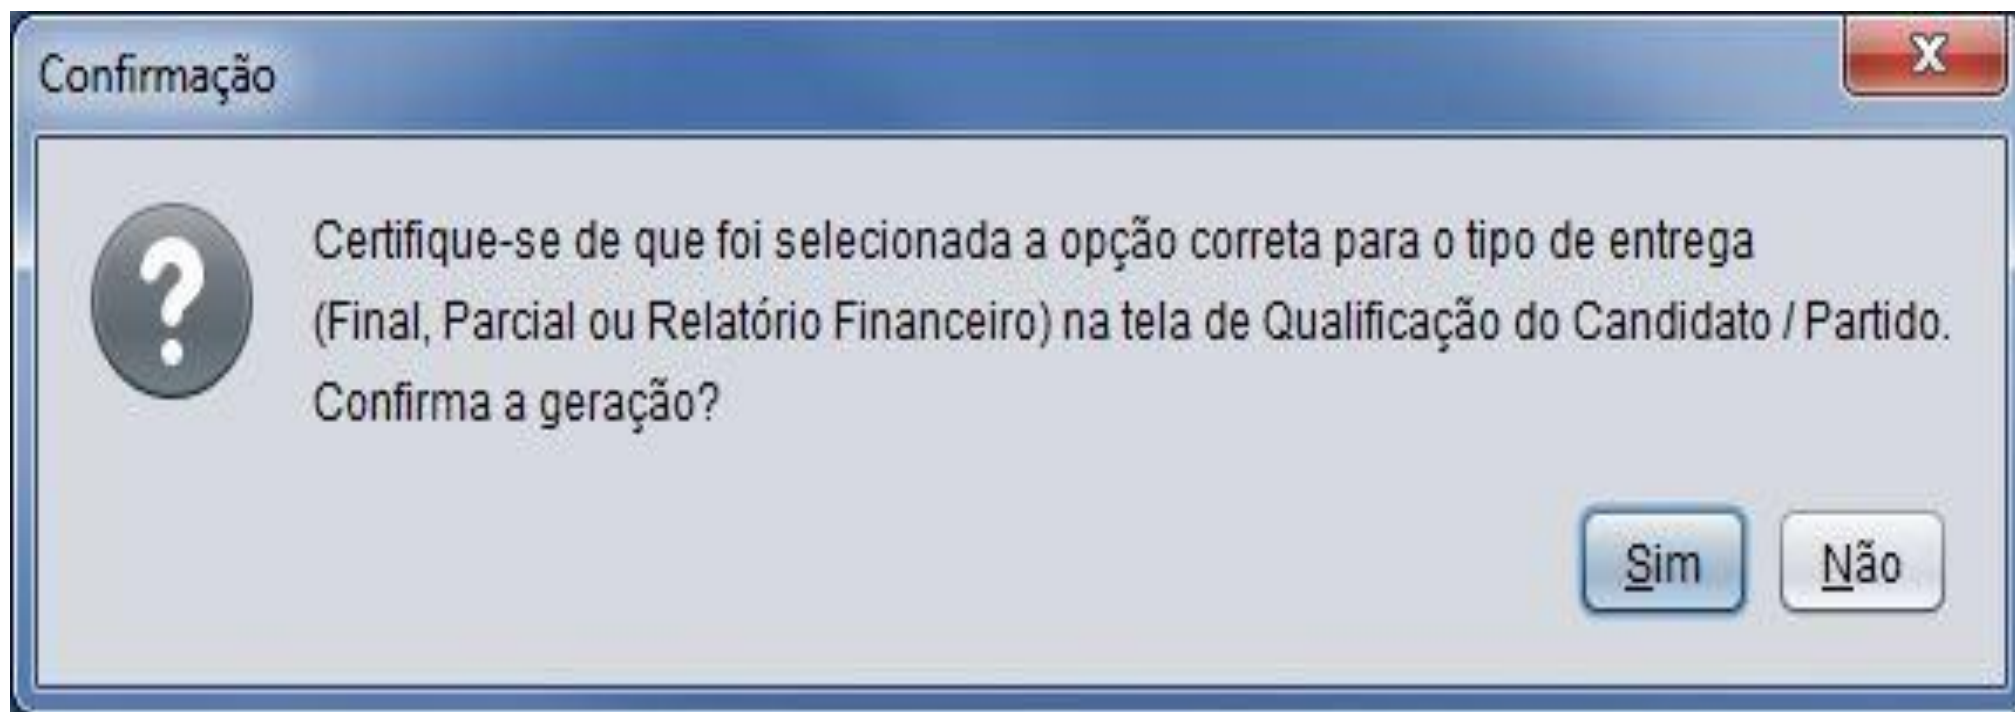 Confirmação
X
Certifique-se de que foi selecionada a opção correta para o tipo de entrega
(Final, Parcial ou Relatório Financeiro) na tela de Qualificação do Candidato / Partido.
Confirma a geração?
Sim Não